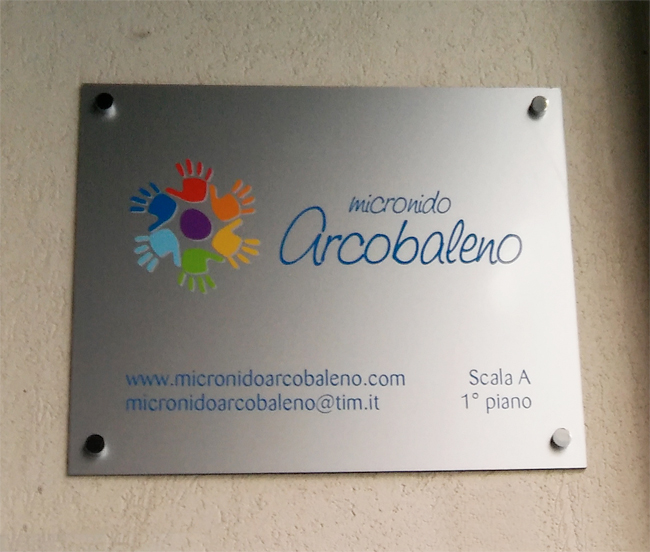 micronido
Arcobaleno
www.micronidoarcobaleno.com
micronidoarcobaleno@tim.it
Scala A
1° piano